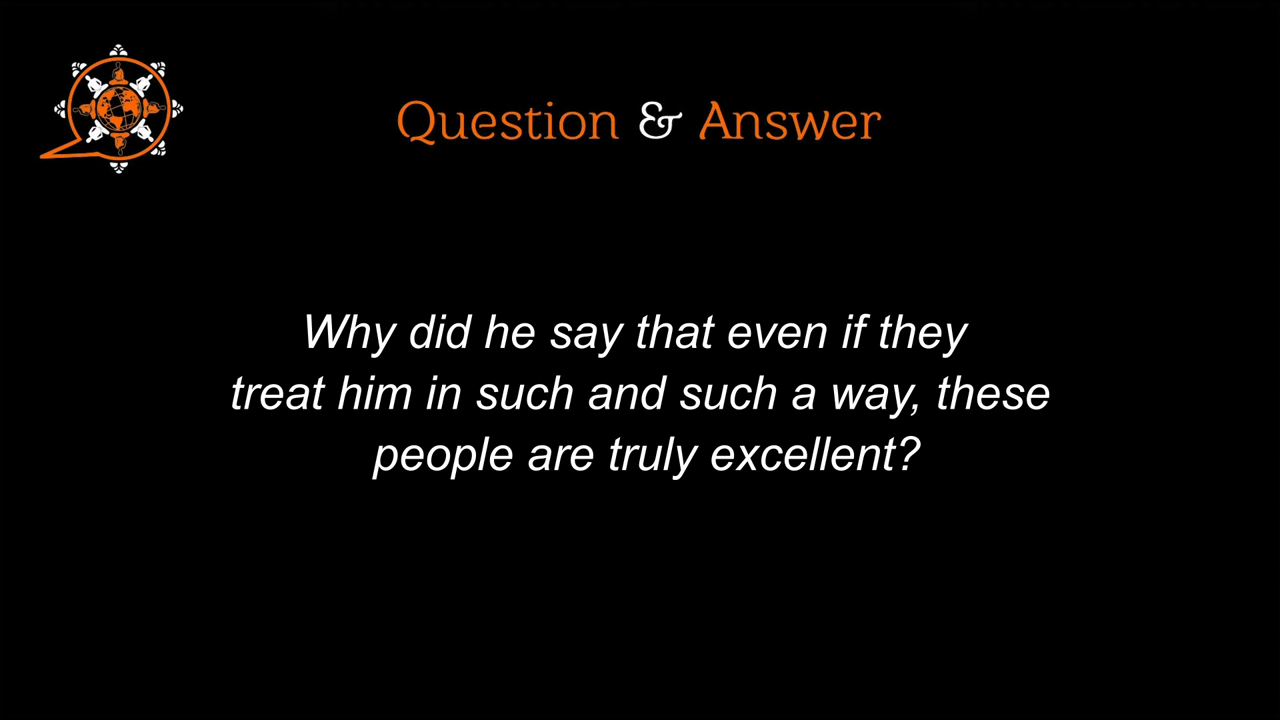 Question & Answer
Why did he say that even if they
treat him in such and such a way, these
people are truly excellent?